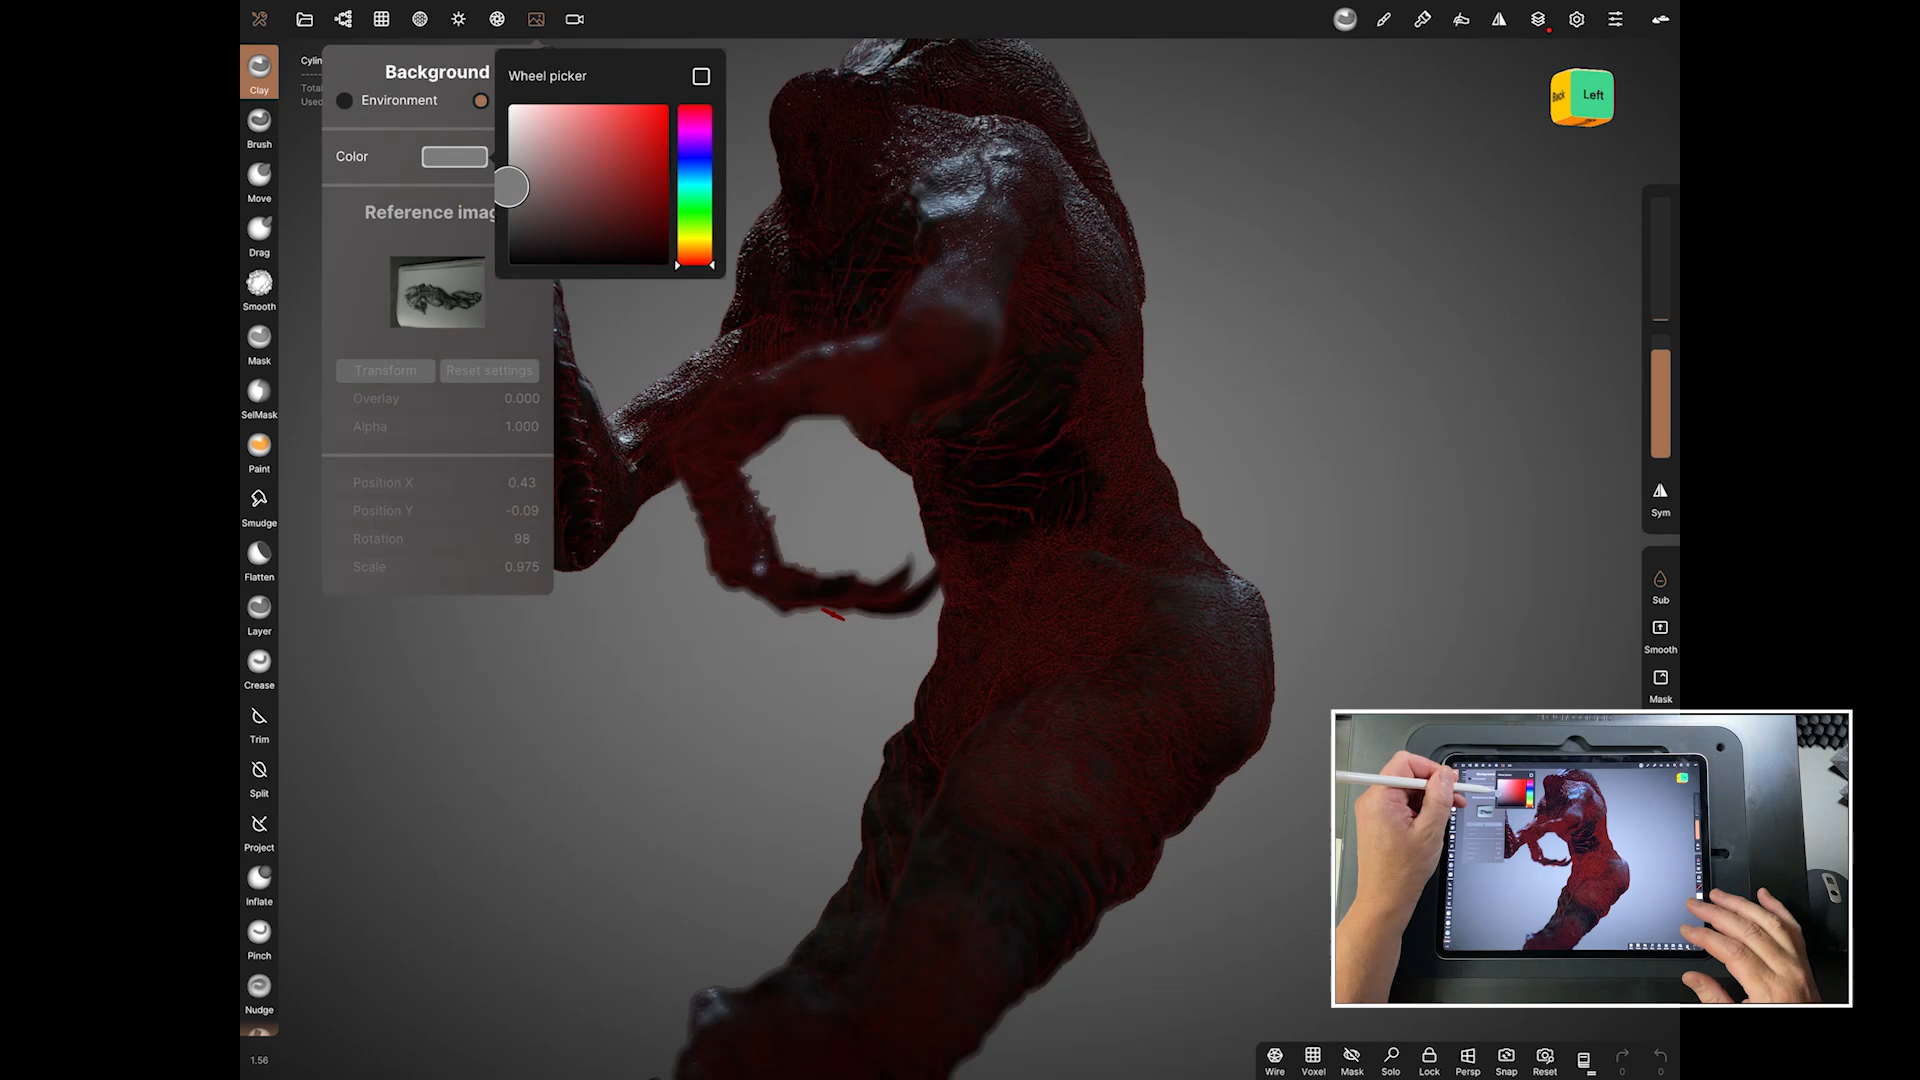 Cylin
Total
Used
Background
Environment
Color
Wheel picker
Reference imag
Transform
Reset settings
Overlay 0.000
Alpha 1.000
Position X 0.43
Position Y -0.09
Rotation 98
Scale 0.975
Clay
Brush
Move
Drag
Smooth
Mask
SelMask
Paint
Smudge
Flatten
Layer
Crease
Trim
Split
Project
Inflate
Pinch
Nudge
1.56
Back
Left
Sym
Sub
Smooth
Mask
Wire
Voxel
Mask
Solo
Lock
Persp
Snap
Reset
0
0